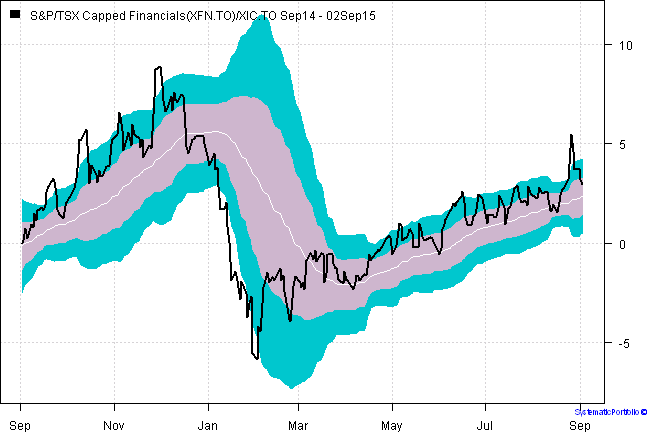 S&P/TSX Capped Financials(XFN.TO)/XIC.TO Sep14 - 02Sep15
10
5
0
-5
Sep Nov Jan Mar May Jul Sep
SystematicPortfolio ©